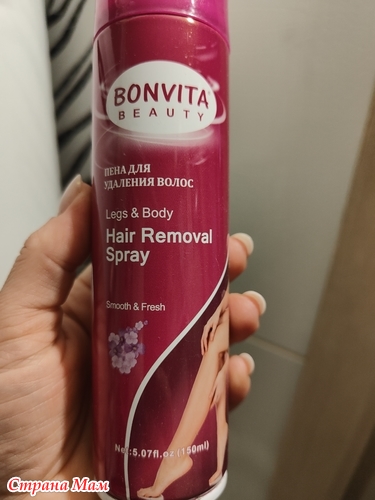 BONVITA
BEAUTY
ПЕНА ДЛЯ
УДАЛЕНИЯ ВОЛОС
Legs & Body
Hair Removal
Spray
Smooth & Fresh
Net:5.07fl.oz (150ml)
Страна Мам